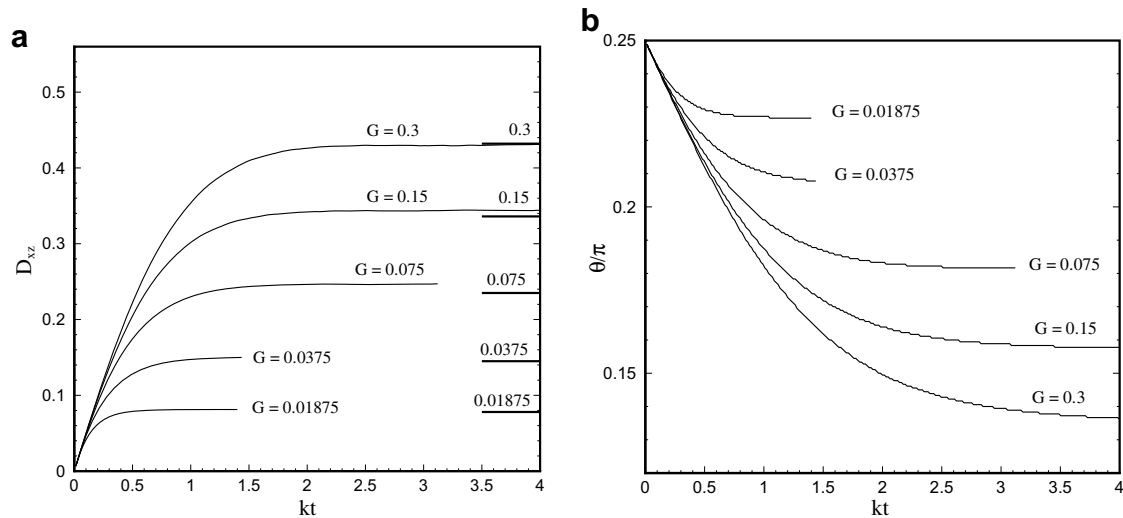 a
0.5
0.4
0.3
0.2
0.1
0
D_xz
G = 0.3
0.3
G = 0.15
0.15
G = 0.075
0.075
G = 0.0375
0.0375
G = 0.01875
0.01875
0 0.5 1 1.5 2 2.5 3 3.5 4
kt
b
0.25
0.2
0.15
θ/π
G = 0.01875
G = 0.0375
G = 0.075
G = 0.15
G = 0.3
0 0.5 1 1.5 2 2.5 3 3.5 4
kt